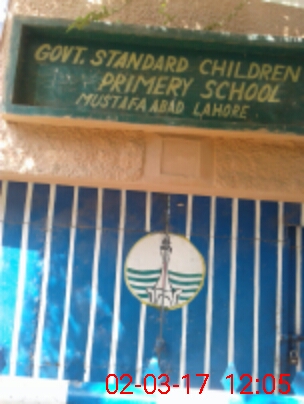 GOVT. STANDARD CHILDREN
PRIMERY SCHOOL
MUSTAFA ABAD LAHORE
02-03-17 12:05